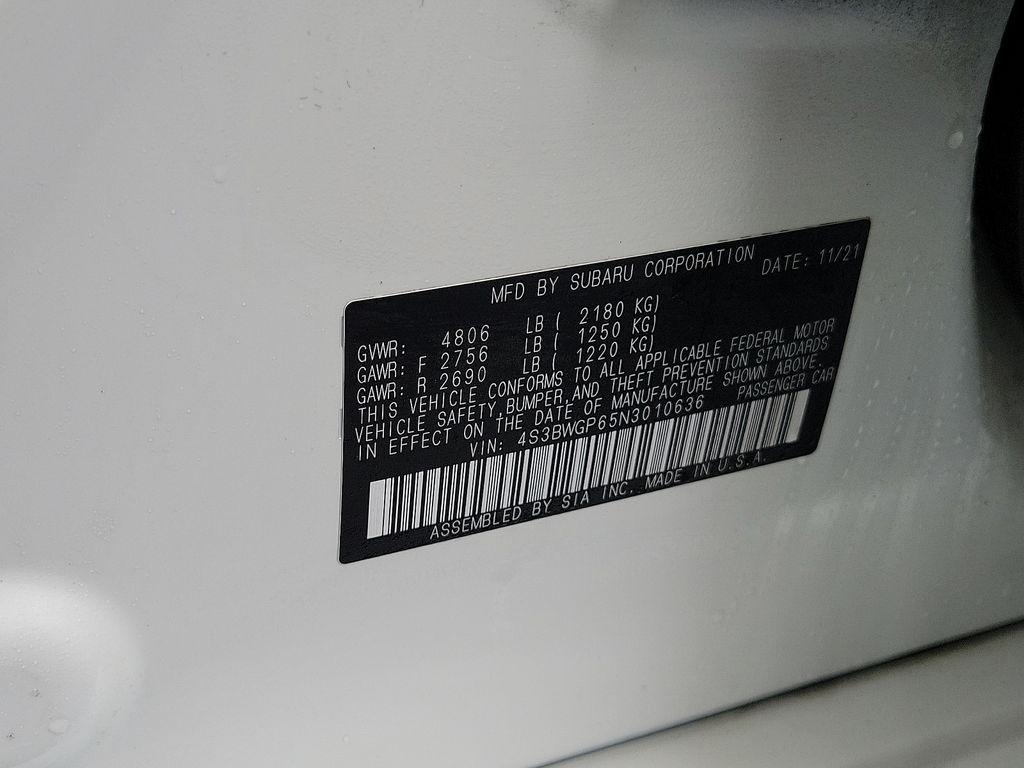 MFD BY SUBARU CORPORATION DATE: 11/21
GVWR: 4806 LB ( 2180 KG)
GAWR: F 2756 LB ( 1250 KG)
GAWR: R 2690 LB ( 1220 KG)
THIS VEHICLE CONFORMS TO ALL APPLICABLE FEDERAL MOTOR
VEHICLE SAFETY, BUMPER, AND THEFT PREVENTION STANDARDS
IN EFFECT ON THE DATE OF MANUFACTURE SHOWN ABOVE.
VIN: 4S3BWGP65N3010636 PASSENGER CAR
ASSEMBLED BY SIA INC. MADE IN U.S.A.